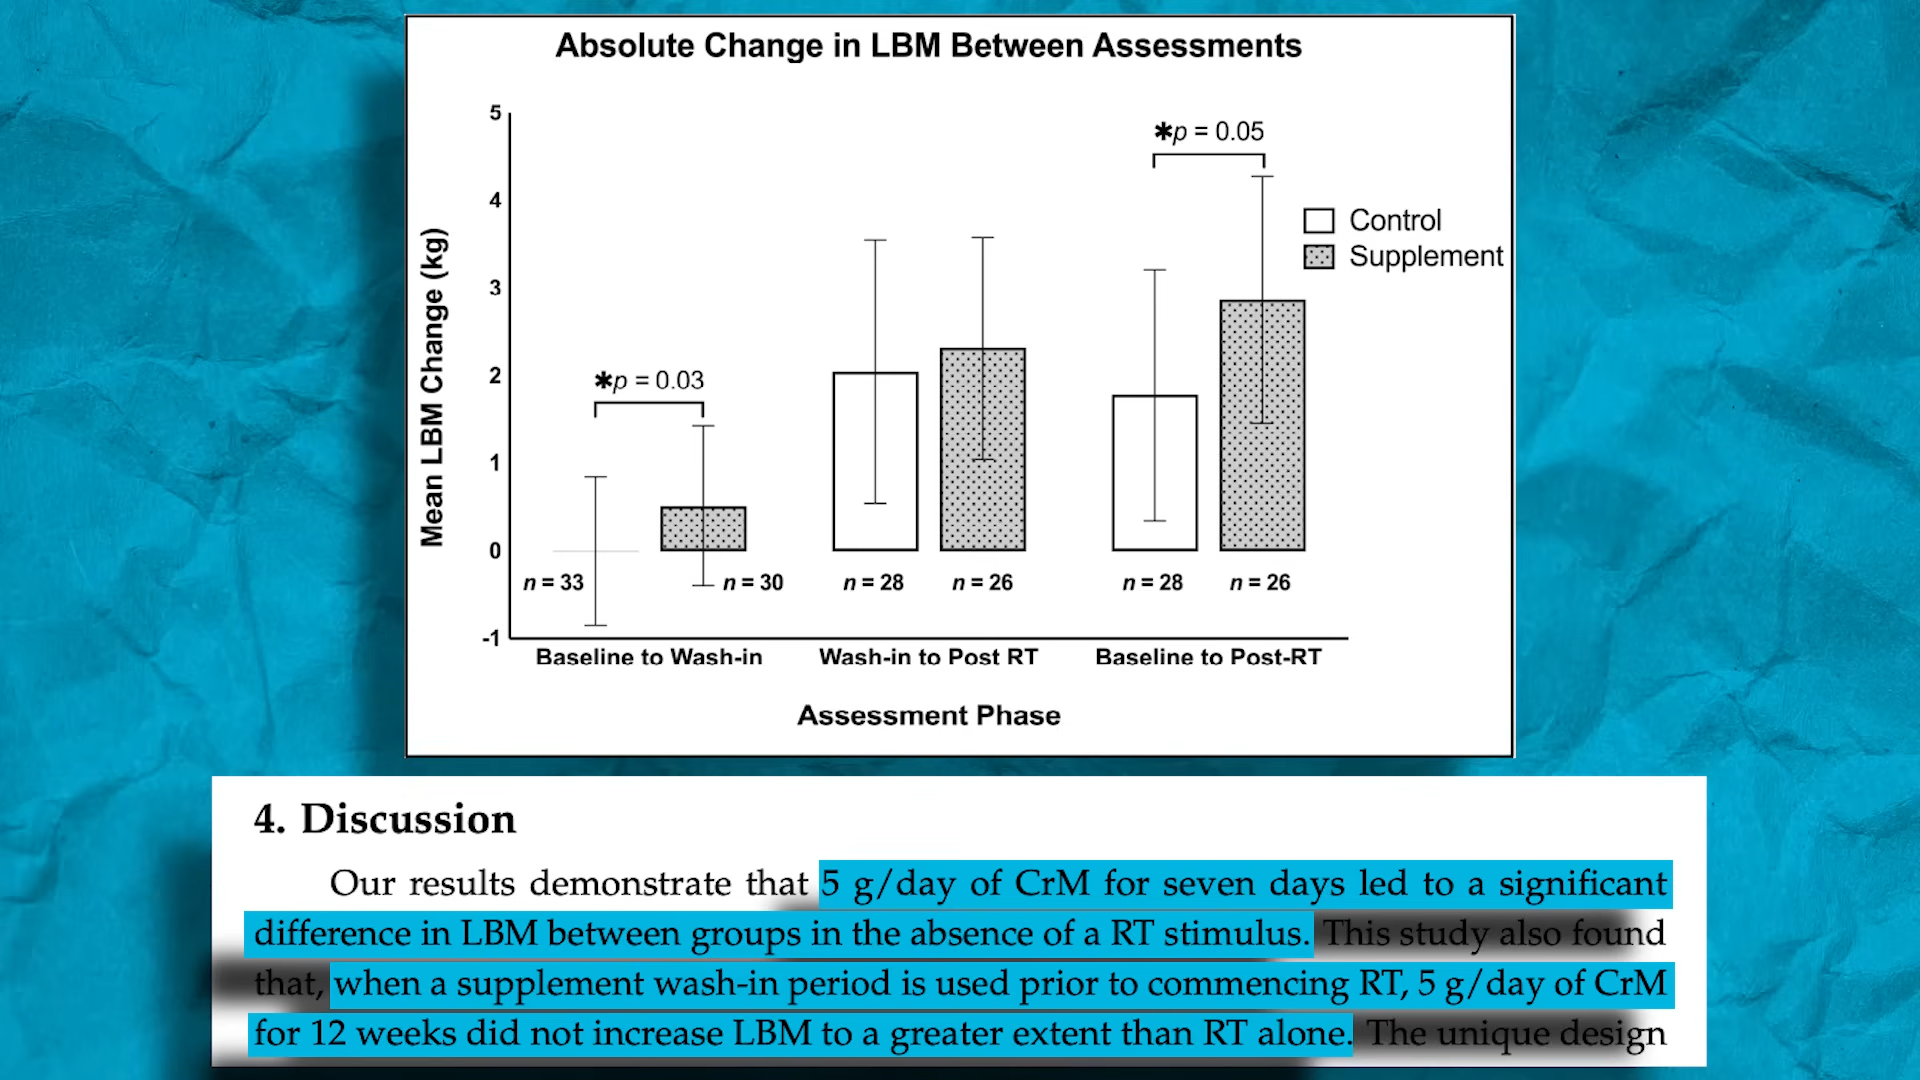 Absolute Change in LBM Between Assessments
5
4
3
2
1
0
-1
Mean LBM Change (kg)
✱p = 0.03
✱p = 0.05
Control
Supplement
n = 33
n = 30
n = 28
n = 26
n = 28
n = 26
Baseline to Wash-in
Wash-in to Post RT
Baseline to Post-RT
Assessment Phase
4. Discussion
Our results demonstrate that 5 g/day of CrM for seven days led to a significant
difference in LBM between groups in the absence of a RT stimulus. This study also found
that, when a supplement wash-in period is used prior to commencing RT, 5 g/day of CrM
for 12 weeks did not increase LBM to a greater extent than RT alone. The unique design